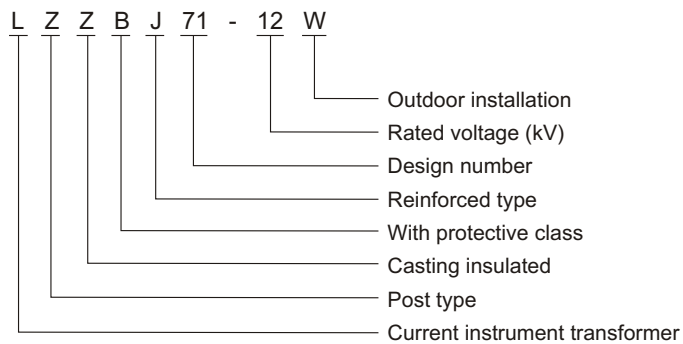 L Z Z B J 71 - 12 W
Outdoor installation
Rated voltage (kV)
Design number
Reinforced type
With protective class
Casting insulated
Post type
Current instrument transformer